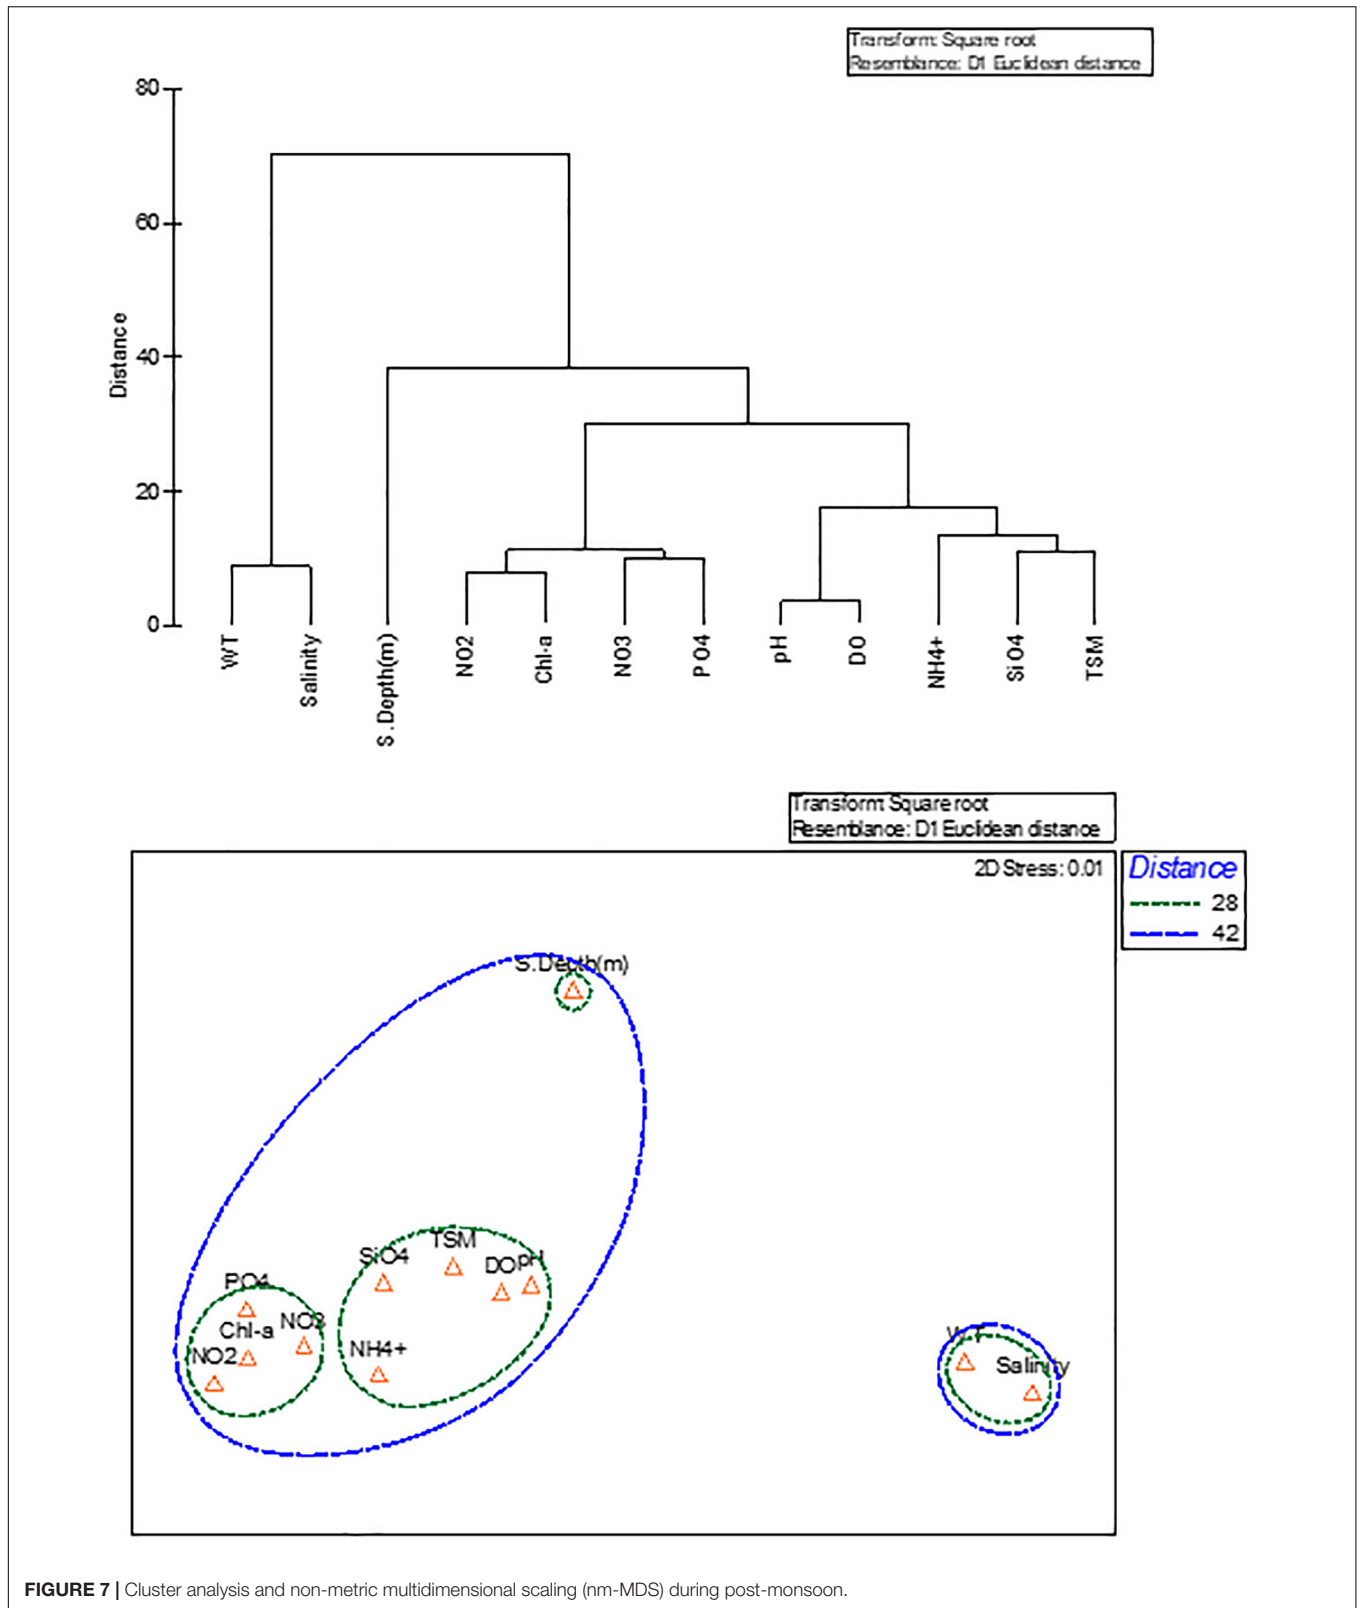 Transform: Square root
Resemblance: D1 Euclidean distance
80
60
40
20
0
Distance
WT
Salinity
S.Depth(m)
NO2
Chl-a
NO3
PO4
pH
DO
NH4+
SiO4
TSM
Transform: Square root
Resemblance: D1 Euclidean distance
2D Stress: 0.01
Distance
28
42
S.Depth(m)
TSM
SiO4
DO
pH
PO4
NO3
Chl-a
NO2
NH4+
WT
Salinity
FIGURE 7 | Cluster analysis and non-metric multidimensional scaling (nm-MDS) during post-monsoon.